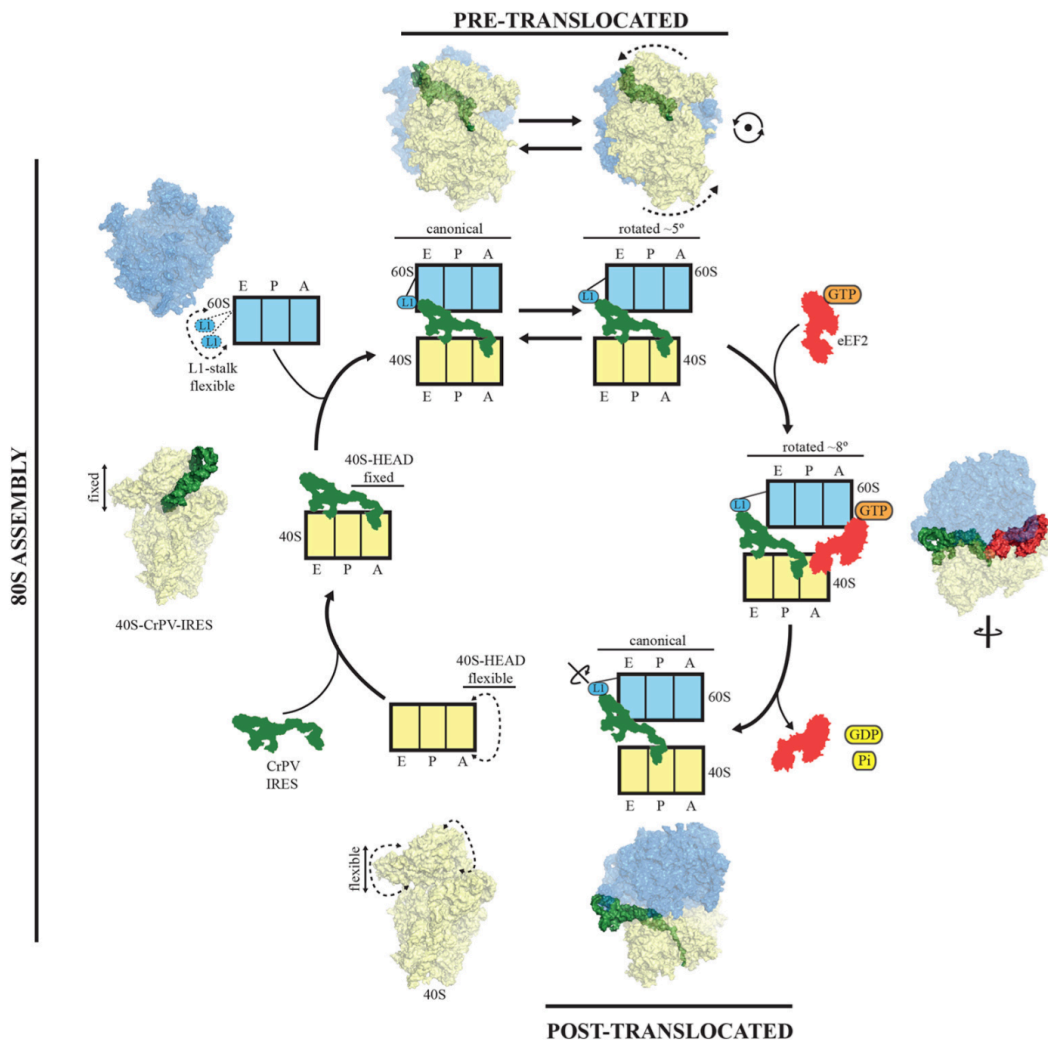 PRE-TRANSLOCATED
canonical
E P A
60S
L1
40S
E P A
rotated ~5º
E P A
60S
L1
40S
E P A
E P A
60S
L1
L1
L1-stalk
flexible
GTP
eEF2
80S ASSEMBLY
fixed
40S-CrPV-IRES
40S-HEAD
fixed
40S
E P A
rotated ~8º
E P A
60S
L1
GTP
40S
E P A
40S-HEAD
flexible
E P A
CrPV
IRES
canonical
E P A
L1
60S
40S
E P A
GDP
Pi
flexible
40S
POST-TRANSLOCATED